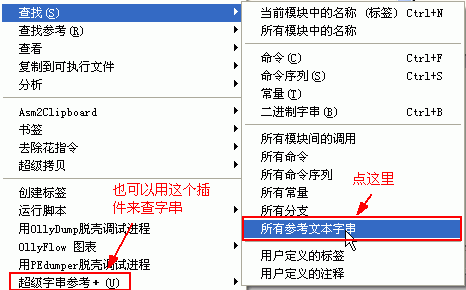 查找(S)
查找参考(R)
查看
复制到可执行文件
分析
Asm2Clipboard
书签
去除花指令
超级拷贝
创建标签
运行脚本
用OllyDump脱壳调试进程
OllyFlow 图表
用PEdumper脱壳调试进程
超级字串参考+ (U)
也可以用这个插
件来查字串
当前模块中的名称 (标签) Ctrl+N
所有模块中的名称
命令(C) Ctrl+F
命令序列(S) Ctrl+S
常量(T)
二进制字串(B) Ctrl+B
所有模块间的调用
所有命令
所有命令序列
所有常量
所有分支
所有参考文本字串
用户定义的标签
用户定义的注释
点这里